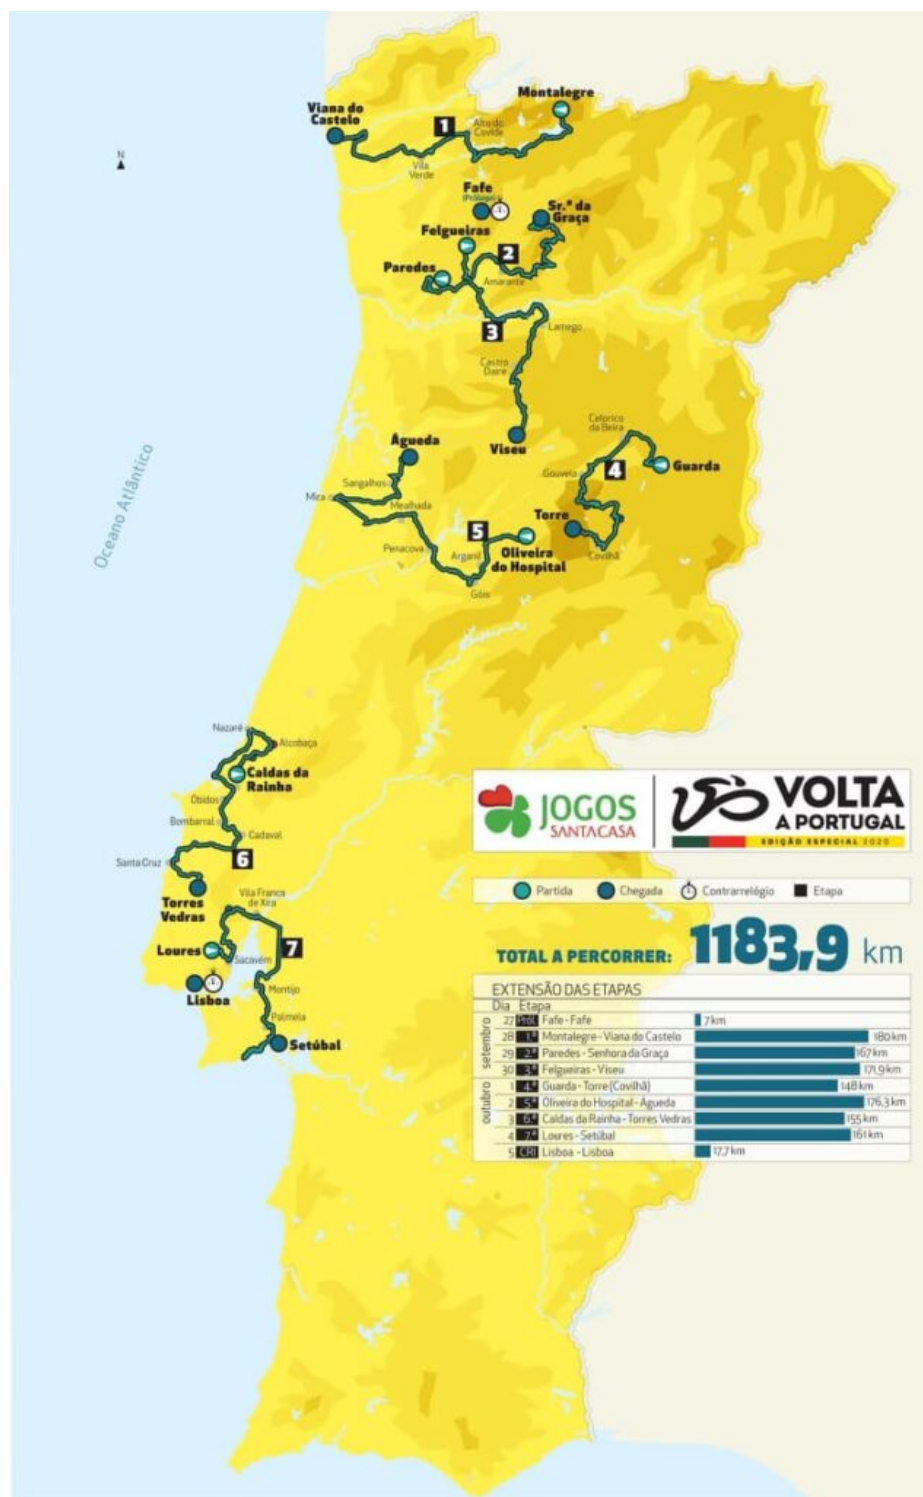 Montalegre
Viana do
Castelo
1
Alto do
Covide
Vila
Verde
N
Fafe
(Prólogo)
Sr.ª da
Graça
Felgueiras
2
Paredes
Amarante
3
Lamego
Castro
Daire
Celorico
da Beira
Viseu
Águeda
4
Guarda
Gouveia
Sangalhos
Mira
Mealhada
Torre
5
Oliveira
do Hospital
Penacova
Arganil
Covilhã
Góis
Oceano Atlântico
Nazaré
Alcobaça
Caldas da
Rainha
Óbidos
Bombarral
Cadaval
6
Santa Cruz
Torres
Vedras
Vila Franca
de Xira
7
Loures
Sacavém
Lisboa
Montijo
Palmela
Setúbal
JOGOS
SANTACASA
VOLTA
A PORTUGAL
EDIÇÃO ESPECIAL 2020
Partida
Chegada
Contrarrelógio
Etapa
TOTAL A PERCORRER: 1183,9 km
EXTENSÃO DAS ETAPAS
Dia Etapa
setembro
27 Pról. Fafe - Fafe 7 km
28 1.ª Montalegre - Viana do Castelo 180 km
29 2.ª Paredes - Senhora da Graça 167 km
30 3.ª Felgueiras - Viseu 171,9 km
outubro
1 4.ª Guarda - Torre (Covilhã) 148 km
2 5.ª Oliveira do Hospital - Águeda 176,3 km
3 6.ª Caldas da Rainha - Torres Vedras 155 km
4 7.ª Loures - Setúbal 161 km
5 CRI Lisboa - Lisboa 17,7 km